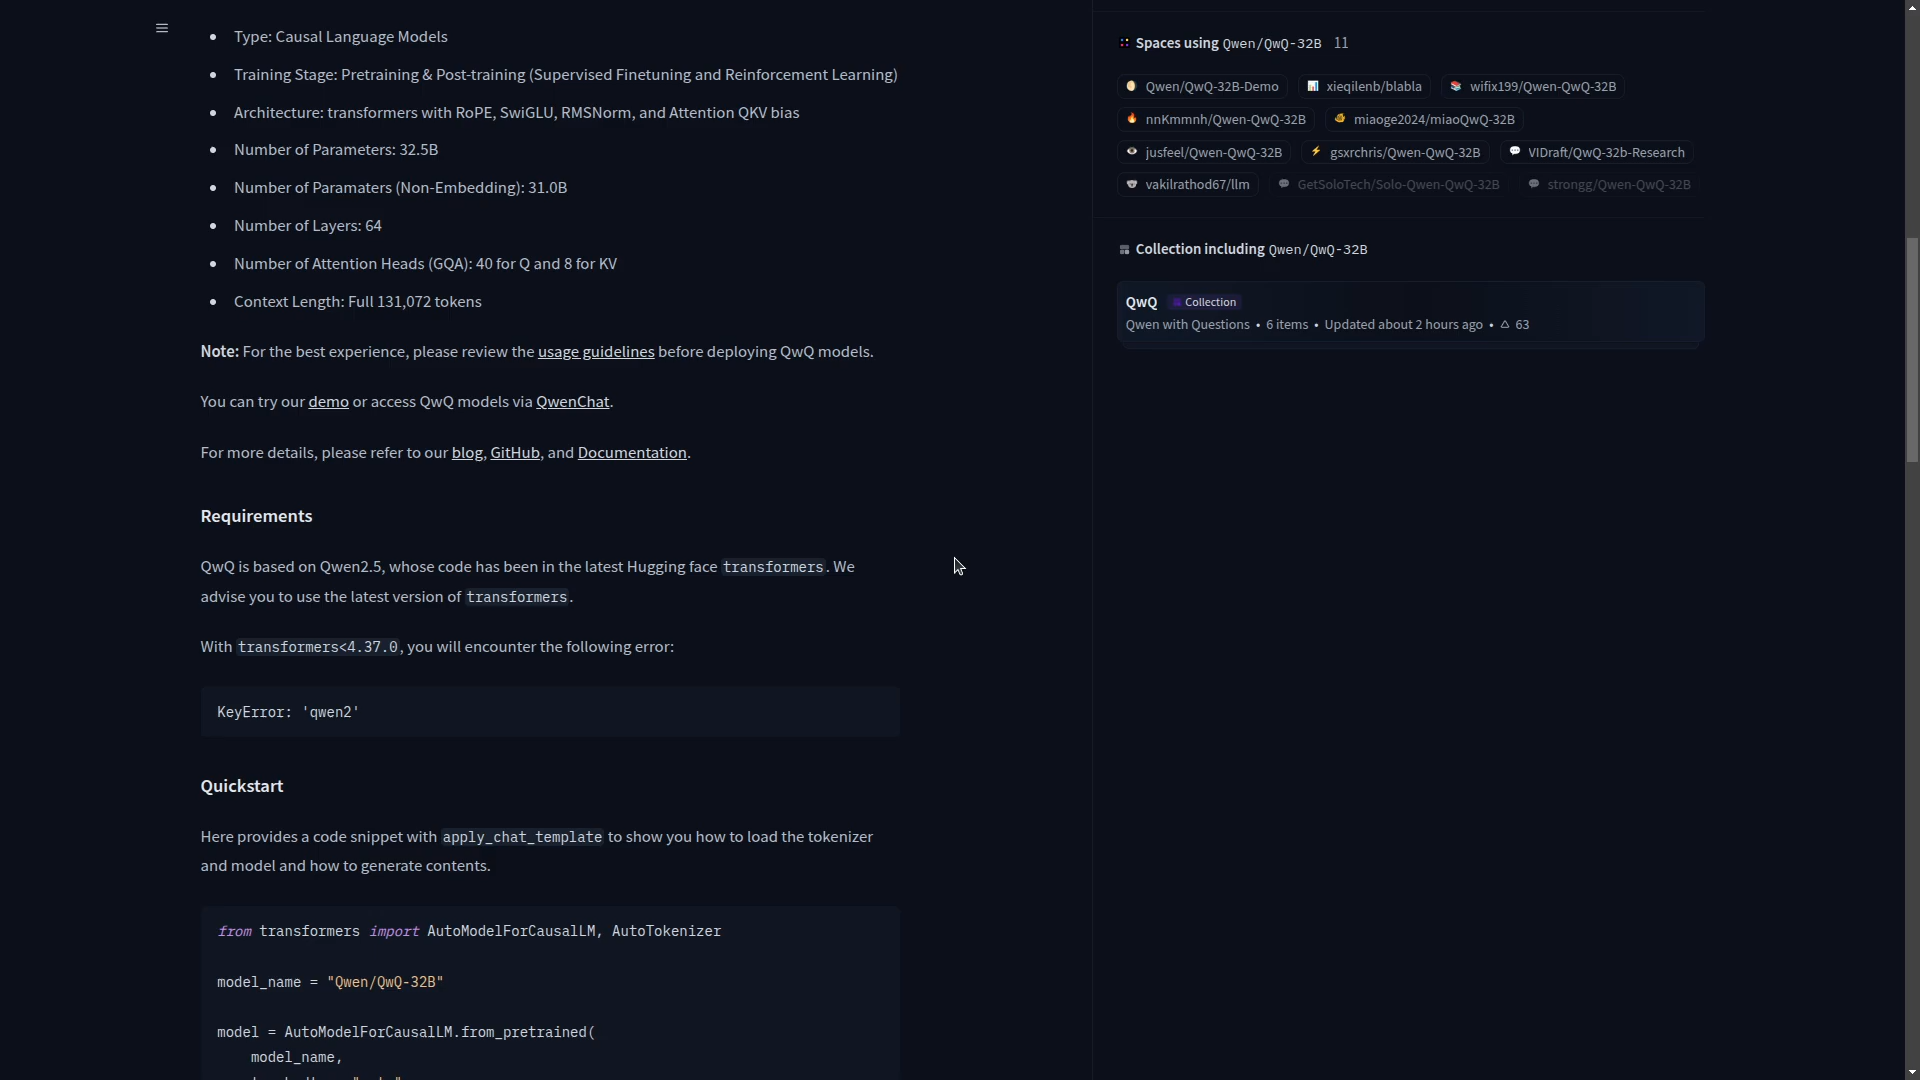 Type: Causal Language Models
Training Stage: Pretraining & Post-training (Supervised Finetuning and Reinforcement Learning)
Architecture: transformers with RoPE, SwiGLU, RMSNorm, and Attention QKV bias
Number of Parameters: 32.5B
Number of Paramaters (Non-Embedding): 31.0B
Number of Layers: 64
Number of Attention Heads (GQA): 40 for Q and 8 for KV
Context Length: Full 131,072 tokens
Note: For the best experience, please review the usage guidelines before deploying QwQ models.
You can try our demo or access QwQ models via QwenChat.
For more details, please refer to our blog, GitHub, and Documentation.
Requirements
QwQ is based on Qwen2.5, whose code has been in the latest Hugging face transformers. We
advise you to use the latest version of transformers.
With transformers<4.37.0, you will encounter the following error:
KeyError: 'qwen2'
Quickstart
Here provides a code snippet with apply_chat_template to show you how to load the tokenizer
and model and how to generate contents.
from transformers import AutoModelForCausalLM, AutoTokenizer
model_name = "Qwen/QwQ-32B"
model = AutoModelForCausalLM.from_pretrained(
model_name,
Spaces using Qwen/QwQ-32B 11
Qwen/QwQ-32B-Demo xieqilenb/blabla wifix199/Qwen-QwQ-32B
nnKmmnh/Qwen-QwQ-32B miaoge2024/miaoQwQ-32B
jusfeel/Qwen-QwQ-32B gsxrchris/Qwen-QwQ-32B VIDraft/QwQ-32b-Research
vakilrathod67/llm GetSoloTech/Solo-Qwen-QwQ-32B strongg/Qwen-QwQ-32B
Collection including Qwen/QwQ-32B
QwQ Collection
Qwen with Questions • 6 items • Updated about 2 hours ago • 63